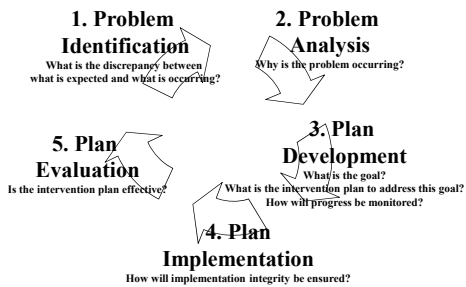 1. Problem
Identification
What is the discrepancy between
what is expected and what is occurring?
2. Problem
Analysis
Why is the problem occurring?
3. Plan
Development
What is the goal?
What is the intervention plan to address this goal?
How will progress be monitored?
4. Plan
Implementation
How will implementation integrity be ensured?
5. Plan
Evaluation
Is the intervention plan effective?